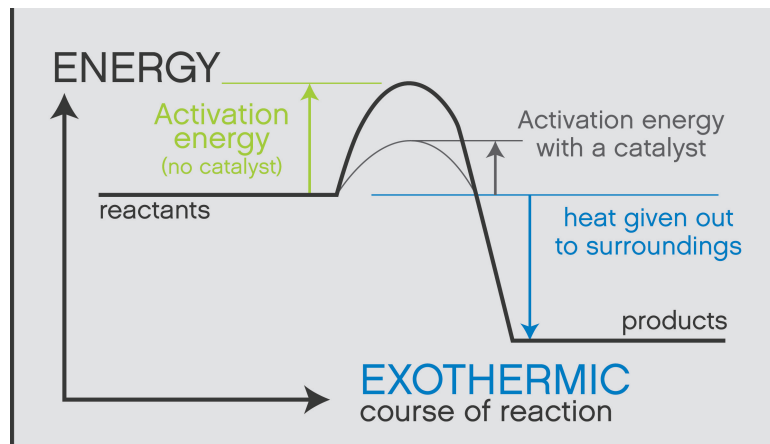 ENERGY
Activation
energy
(no catalyst)
Activation energy
with a catalyst
reactants
heat given out
to surroundings
products
EXOTHERMIC
course of reaction